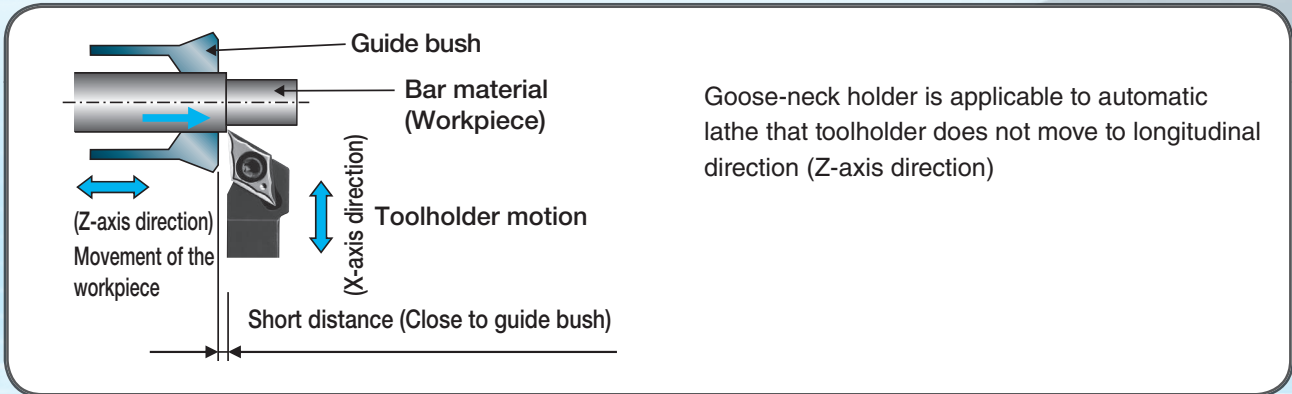 Guide bush
Bar material
(Workpiece)
Goose-neck holder is applicable to automatic
lathe that toolholder does not move to longitudinal
direction (Z-axis direction)
(Z-axis direction)
Movement of the
workpiece
(X-axis direction)
Toolholder motion
Short distance (Close to guide bush)